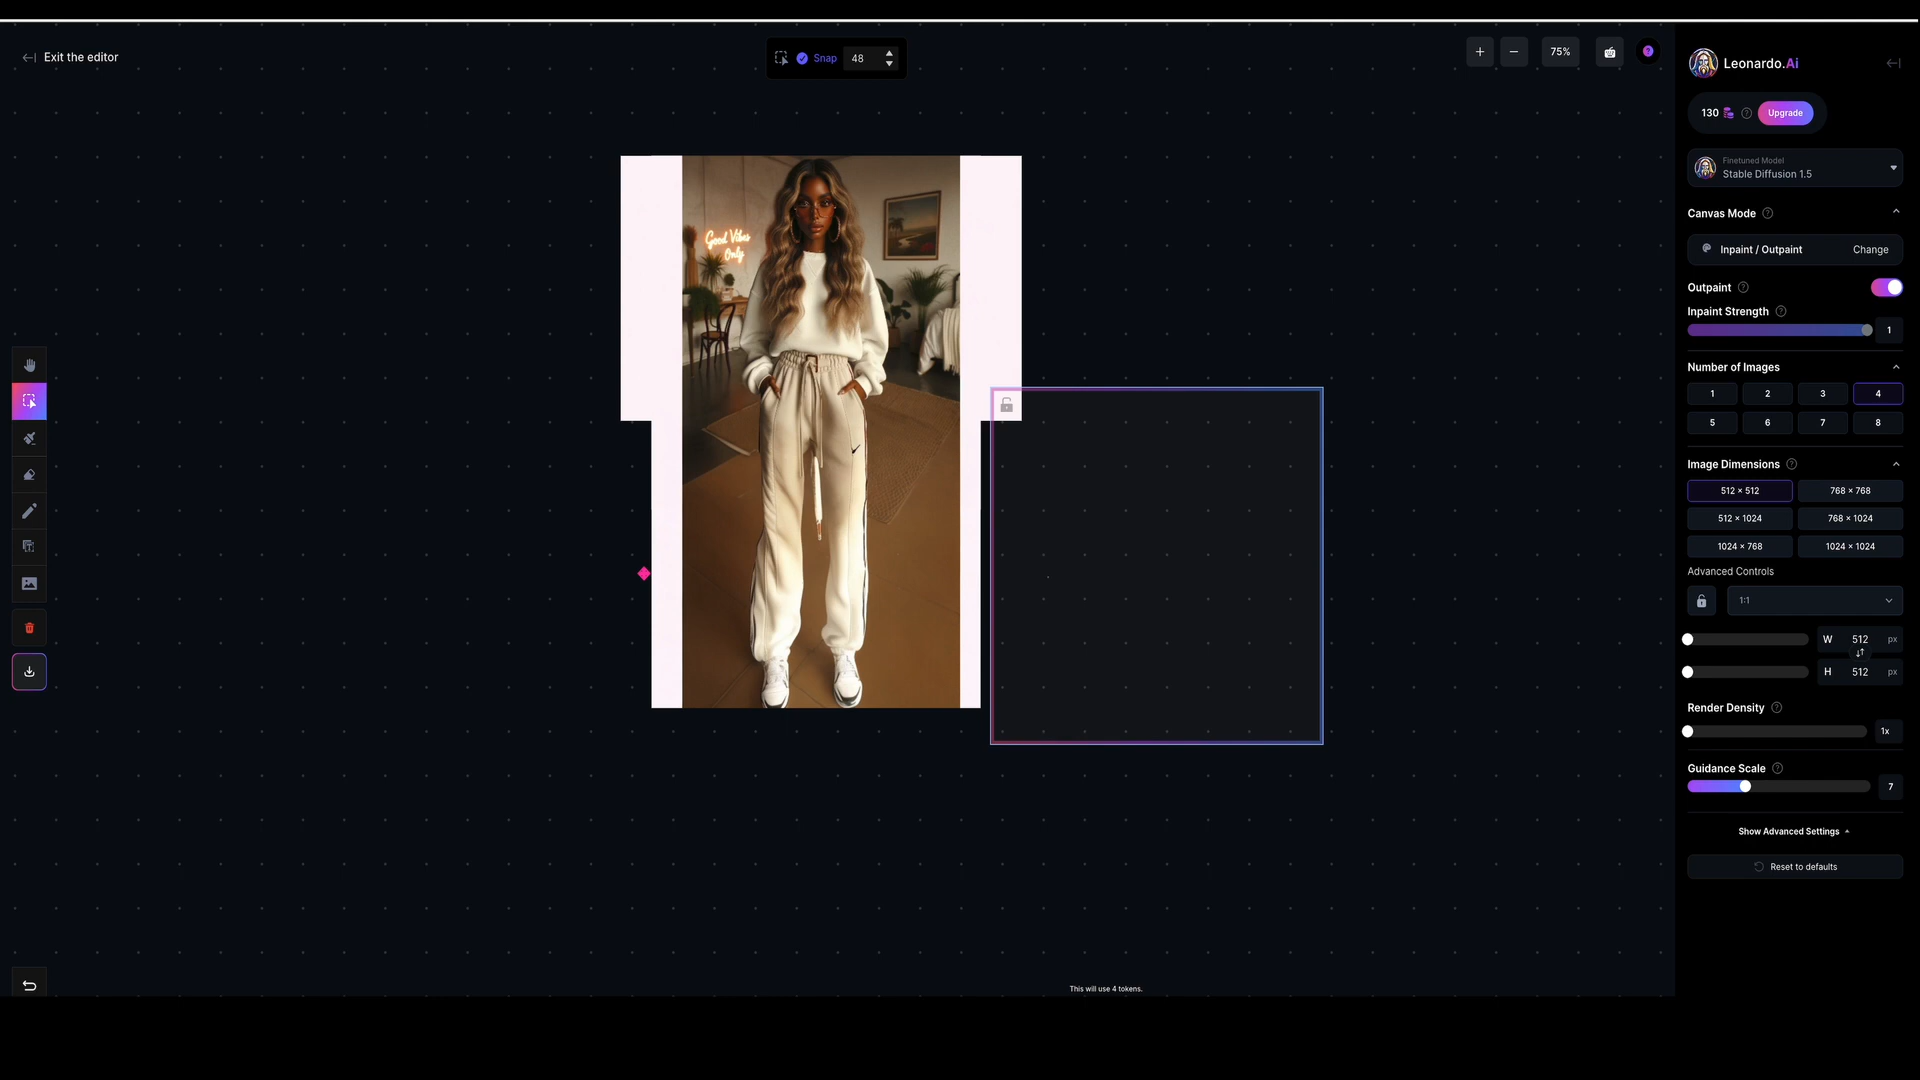 Exit the editor
Snap 48
75%
Leonardo.Ai
130
Upgrade
Finetuned Model
Stable Diffusion 1.5
Canvas Mode
Inpaint / Outpaint Change
Outpaint
Inpaint Strength
1
Number of Images
1 2 3 4
5 6 7 8
Image Dimensions
512 × 512 768 × 768
512 × 1024 768 × 1024
1024 × 768 1024 × 1024
Advanced Controls
1:1
W 512 px
H 512 px
Render Density
1x
Guidance Scale
7
Show Advanced Settings
Reset to defaults
Good Vibes
Only
This will use 4 tokens.